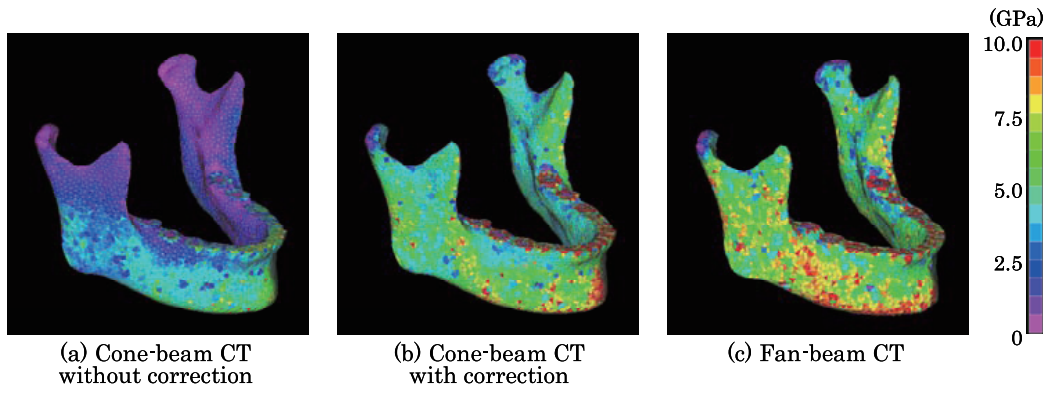 (GPa)
10.0
7.5
5.0
2.5
0
(a) Cone-beam CT
without correction
(b) Cone-beam CT
with correction
(c) Fan-beam CT